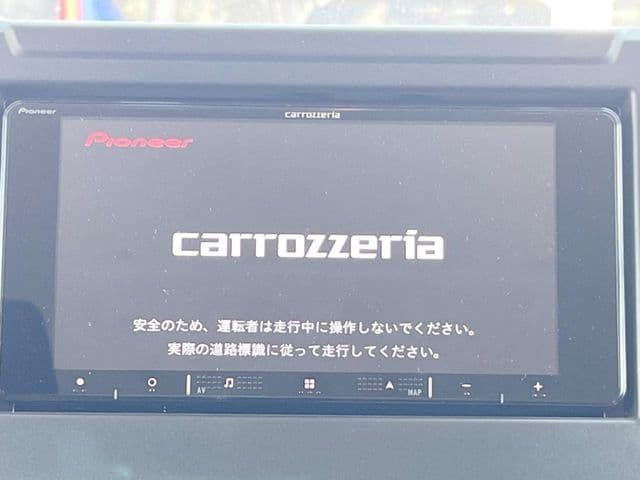 Pioneer
carrozzeria
Pioneer
carrozzeria
安全のため、運転者は走行中に操作しないでください。
実際の道路標識に従って走行してください。
AV
MAP